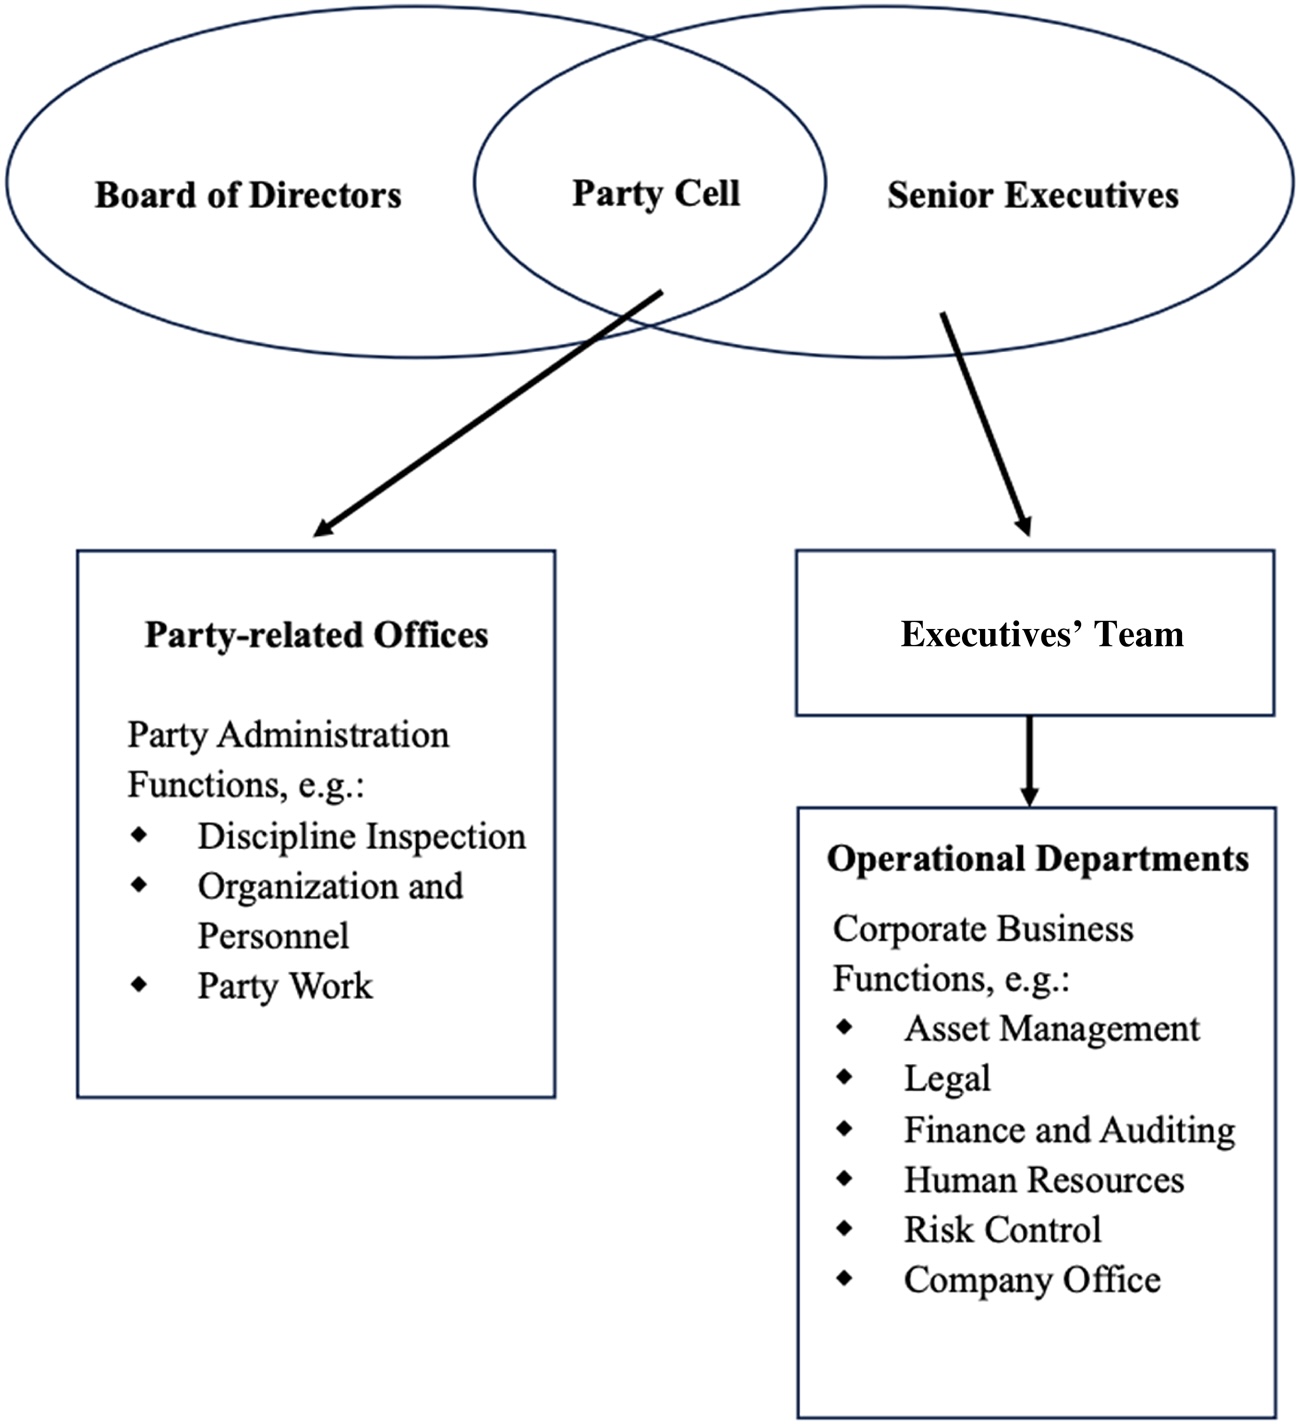 Board of Directors
Party Cell
Senior Executives
Party-related Offices
Party Administration
Functions, e.g.:
◆ Discipline Inspection
◆ Organization and
Personnel
◆ Party Work
Executives’ Team
Operational Departments
Corporate Business
Functions, e.g.:
◆ Asset Management
◆ Legal
◆ Finance and Auditing
◆ Human Resources
◆ Risk Control
◆ Company Office